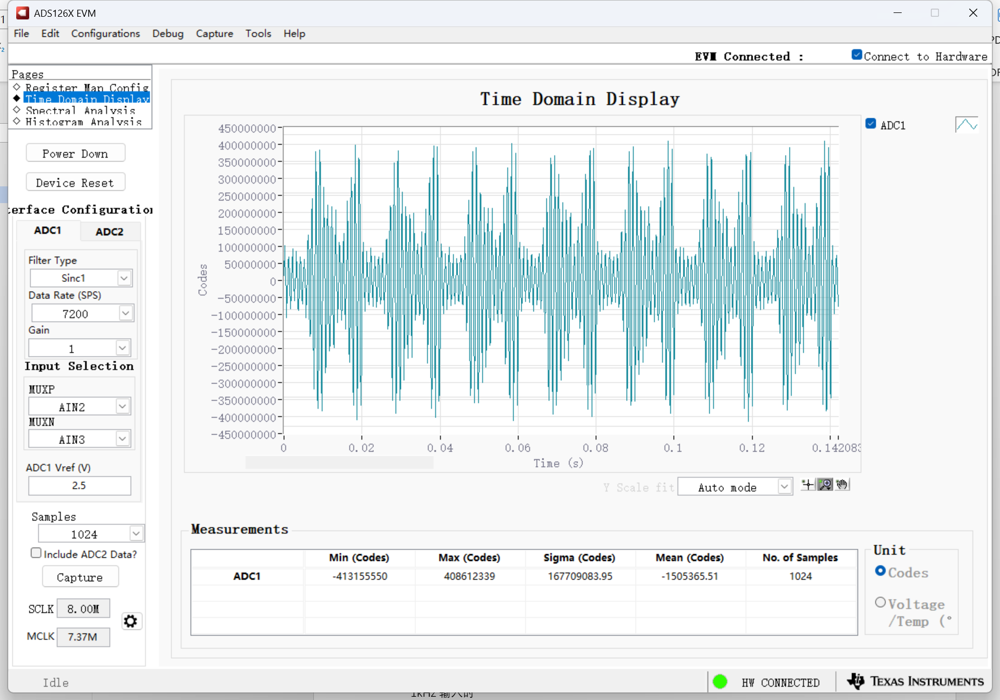 ADS126X EVM
File Edit Configurations Debug Capture Tools Help
EVM Connected : Connect to Hardware
Pages
Register Map Config
Time Domain Display
Spectral Analysis
Histogram Analysis
Power Down
Device Reset
terface Configuration
ADC1 ADC2
Filter Type
Sinc1
Data Rate (SPS)
7200
Gain
1
Input Selection
MUXP
AIN2
MUXN
AIN3
ADC1 Vref (V)
2.5
Samples
1024
Include ADC2 Data?
Capture
SCLK 8.00M
MCLK 7.37M
Time Domain Display
ADC1
Codes
450000000
400000000
350000000
300000000
250000000
200000000
150000000
100000000
50000000
0
-50000000
-100000000
-150000000
-200000000
-250000000
-300000000
-350000000
-400000000
-450000000
0 0.02 0.04 0.06 0.08 0.1 0.12 0.142083
Time (s)
Y Scale fit Auto mode
Measurements
Min (Codes) Max (Codes) Sigma (Codes) Mean (Codes) No. of Samples
ADC1 -413155550 408612339 167709083.95 -1505365.51 1024
Unit
Codes
Voltage
/Temp (°
Idle
HW CONNECTED
TEXAS INSTRUMENTS
1kHz 输入的